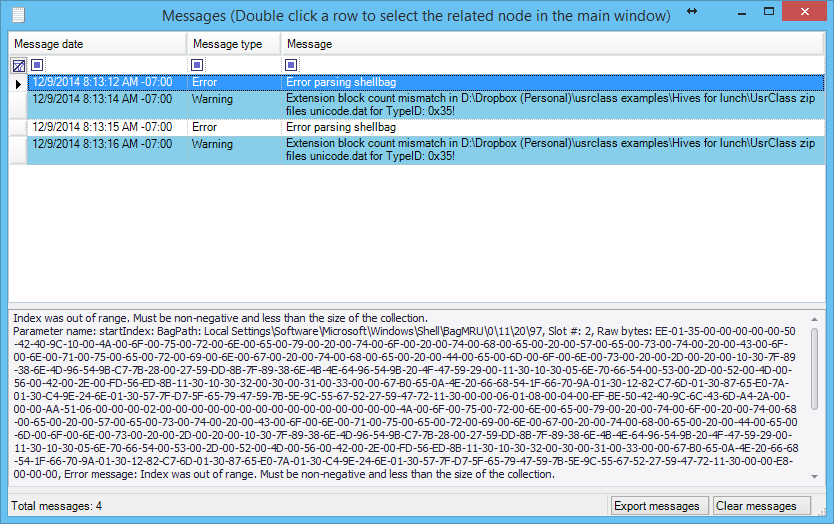 Messages (Double click a row to select the related node in the main window)
Message date Message type Message
12/9/2014 8:13:12 AM -07:00 Error Error parsing shellbag
12/9/2014 8:13:14 AM -07:00 Warning Extension block count mismatch in D:\Dropbox (Personal)\usrclass examples\Hives for lunch\UsrClass zip
files unicode.dat for TypeID: 0x35!
12/9/2014 8:13:15 AM -07:00 Error Error parsing shellbag
12/9/2014 8:13:16 AM -07:00 Warning Extension block count mismatch in D:\Dropbox (Personal)\usrclass examples\Hives for lunch\UsrClass zip
files unicode.dat for TypeID: 0x35!
Index was out of range. Must be non-negative and less than the size of the collection.
Parameter name: startIndex: BagPath: Local Settings\Software\Microsoft\Windows\Shell\BagMRU\0\11\20\97, Slot #: 2, Raw bytes: EE-01-35-00-00-00-00-00-50
-42-40-9C-10-00-4A-00-6F-00-75-00-72-00-6E-00-65-00-79-00-20-00-74-00-6F-00-20-00-74-00-68-00-65-00-20-00-57-00-65-00-73-00-74-00-20-00-43-00-6F-
00-6E-00-71-00-75-00-65-00-72-00-69-00-6E-00-67-00-20-00-74-00-68-00-65-00-20-00-44-00-65-00-6D-00-6F-00-6E-00-73-00-20-00-2D-00-20-00-10-30-7F-89
-38-6E-4D-96-54-9B-C7-7B-28-00-27-59-DD-8B-7F-89-38-6E-4B-4E-64-96-54-9B-20-4F-47-59-29-00-11-30-10-30-05-6E-70-66-54-00-53-00-2D-00-52-00-4D-00-
56-00-42-00-2E-00-FD-56-ED-8B-11-30-10-30-32-00-30-00-31-00-33-00-00-67-B0-65-0A-4E-20-66-68-54-1F-66-70-9A-01-30-12-82-C7-6D-01-30-87-65-E0-7A-
01-30-C4-9E-24-6E-01-30-57-7F-D7-5F-65-79-47-59-7B-5E-9C-55-67-52-27-59-47-72-11-30-00-00-06-01-08-00-04-00-EF-BE-50-42-40-9C-6C-43-6D-A4-2A-00-
00-00-AA-51-06-00-00-00-02-00-00-00-00-00-00-00-00-00-00-00-00-00-00-00-00-00-4A-00-6F-00-75-00-72-00-6E-00-65-00-79-00-20-00-74-00-6F-00-20-00-74-00-68
-00-65-00-20-00-57-00-65-00-73-00-74-00-20-00-43-00-6F-00-6E-00-71-00-75-00-65-00-72-00-69-00-6E-00-67-00-20-00-74-00-68-00-65-00-20-00-44-00-65-00-
6D-00-6F-00-6E-00-73-00-20-00-2D-00-20-00-10-30-7F-89-38-6E-4D-96-54-9B-C7-7B-28-00-27-59-DD-8B-7F-89-38-6E-4B-4E-64-96-54-9B-20-4F-47-59-29-00-
11-30-10-30-05-6E-70-66-54-00-53-00-2D-00-52-00-4D-00-56-00-42-00-2E-00-FD-56-ED-8B-11-30-10-30-32-00-30-00-31-00-33-00-00-67-B0-65-0A-4E-20-66-68
-54-1F-66-70-9A-01-30-12-82-C7-6D-01-30-87-65-E0-7A-01-30-C4-9E-24-6E-01-30-57-7F-D7-5F-65-79-47-59-7B-5E-9C-55-67-52-27-59-47-72-11-30-00-00-E8-
00-00-00, Error message: Index was out of range. Must be non-negative and less than the size of the collection.
Total messages: 4 Export messages Clear messages